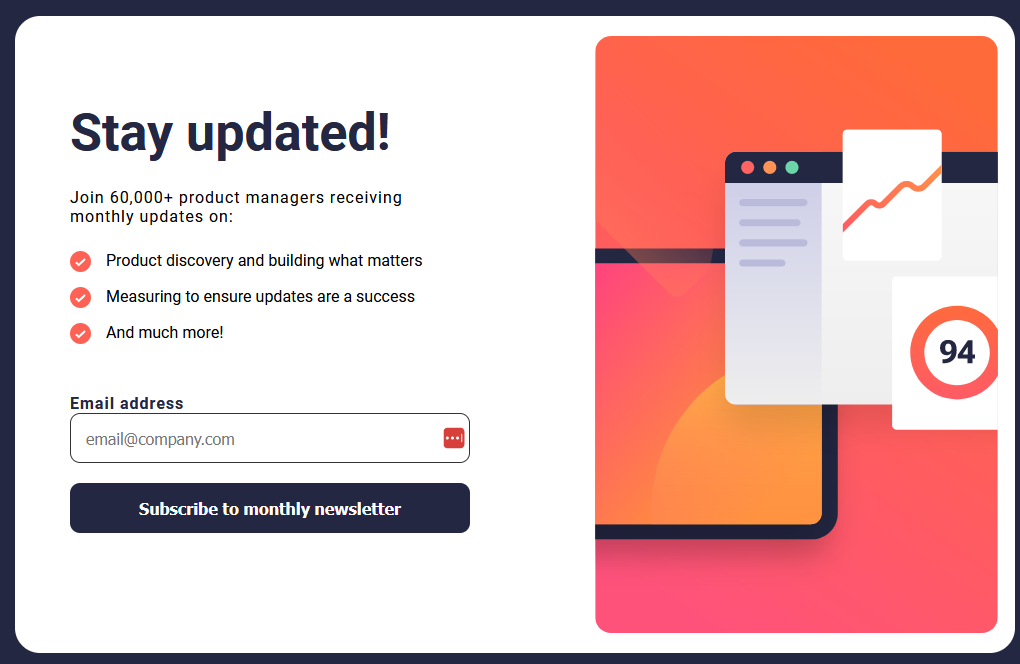 Stay updated!
Join 60,000+ product managers receiving
monthly updates on:
Product discovery and building what matters
Measuring to ensure updates are a success
And much more!
Email address
email@company.com
Subscribe to monthly newsletter
94